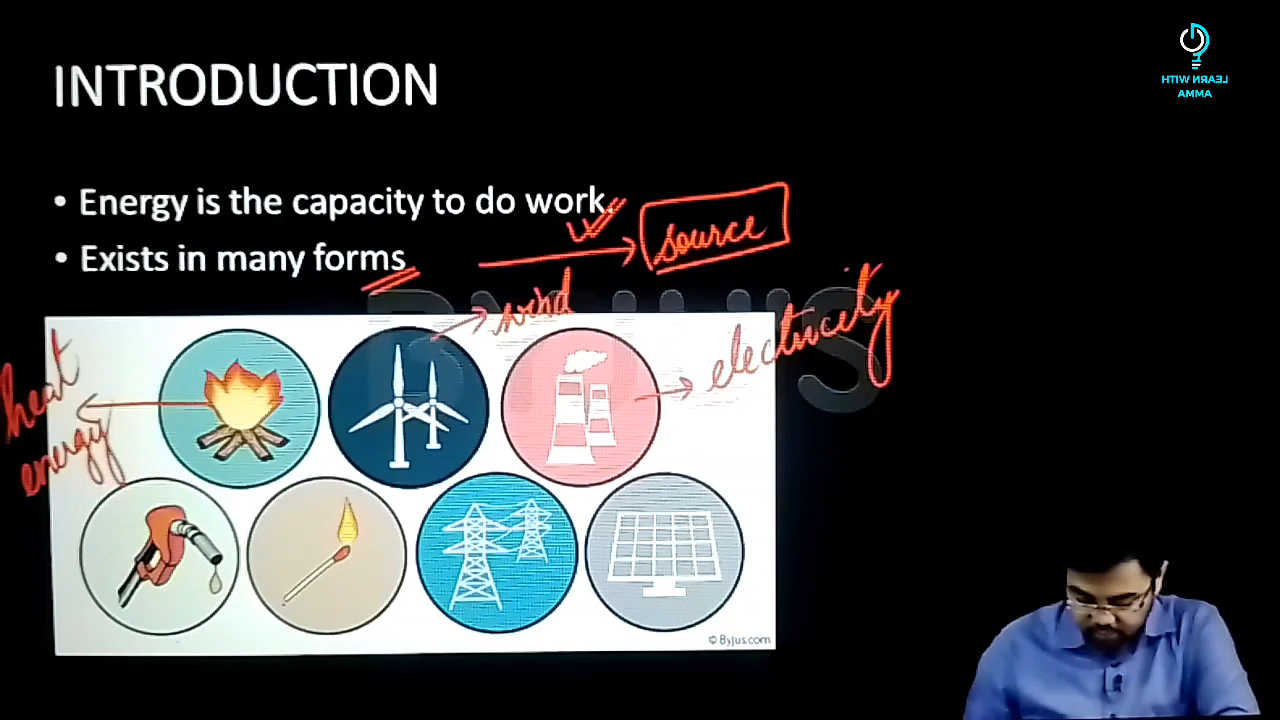 INTRODUCTION
LEARN WITH
AMMA
• Energy is the capacity to do work.
• Exists in many forms
source
wind
electricity
heat
energy
BYJU'S
© Byjus.com